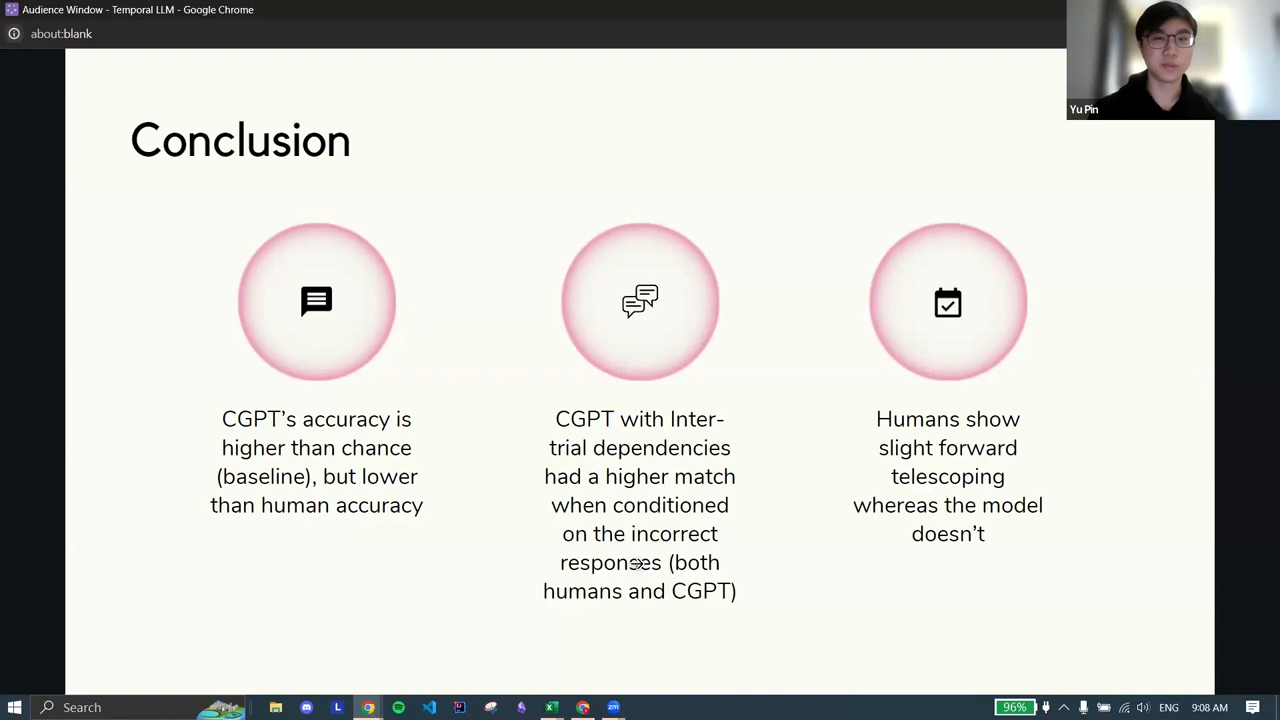 Audience Window - Temporal LLM - Google Chrome
about:blank
Yu Pin
Conclusion
CGPT's accuracy is
higher than chance
(baseline), but lower
than human accuracy
CGPT with Inter-
trial dependencies
had a higher match
when conditioned
on the incorrect
responses (both
humans and CGPT)
Humans show
slight forward
telescoping
whereas the model
doesn't
Search
96%
ENG
9:08 AM